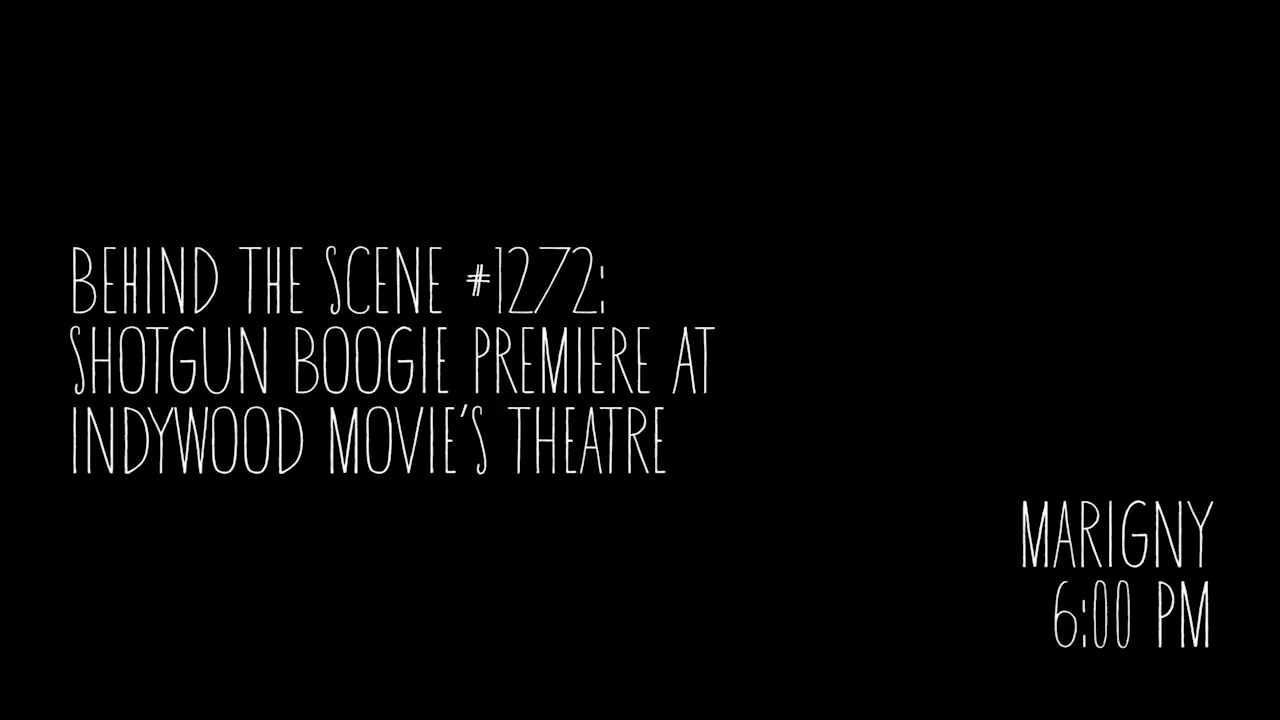 BEHIND THE SCENE #1272:
SHOTGUN BOOGIE PREMIERE AT
INDYWOOD MOVIE'S THEATRE
MARIGNY
6:00 PM